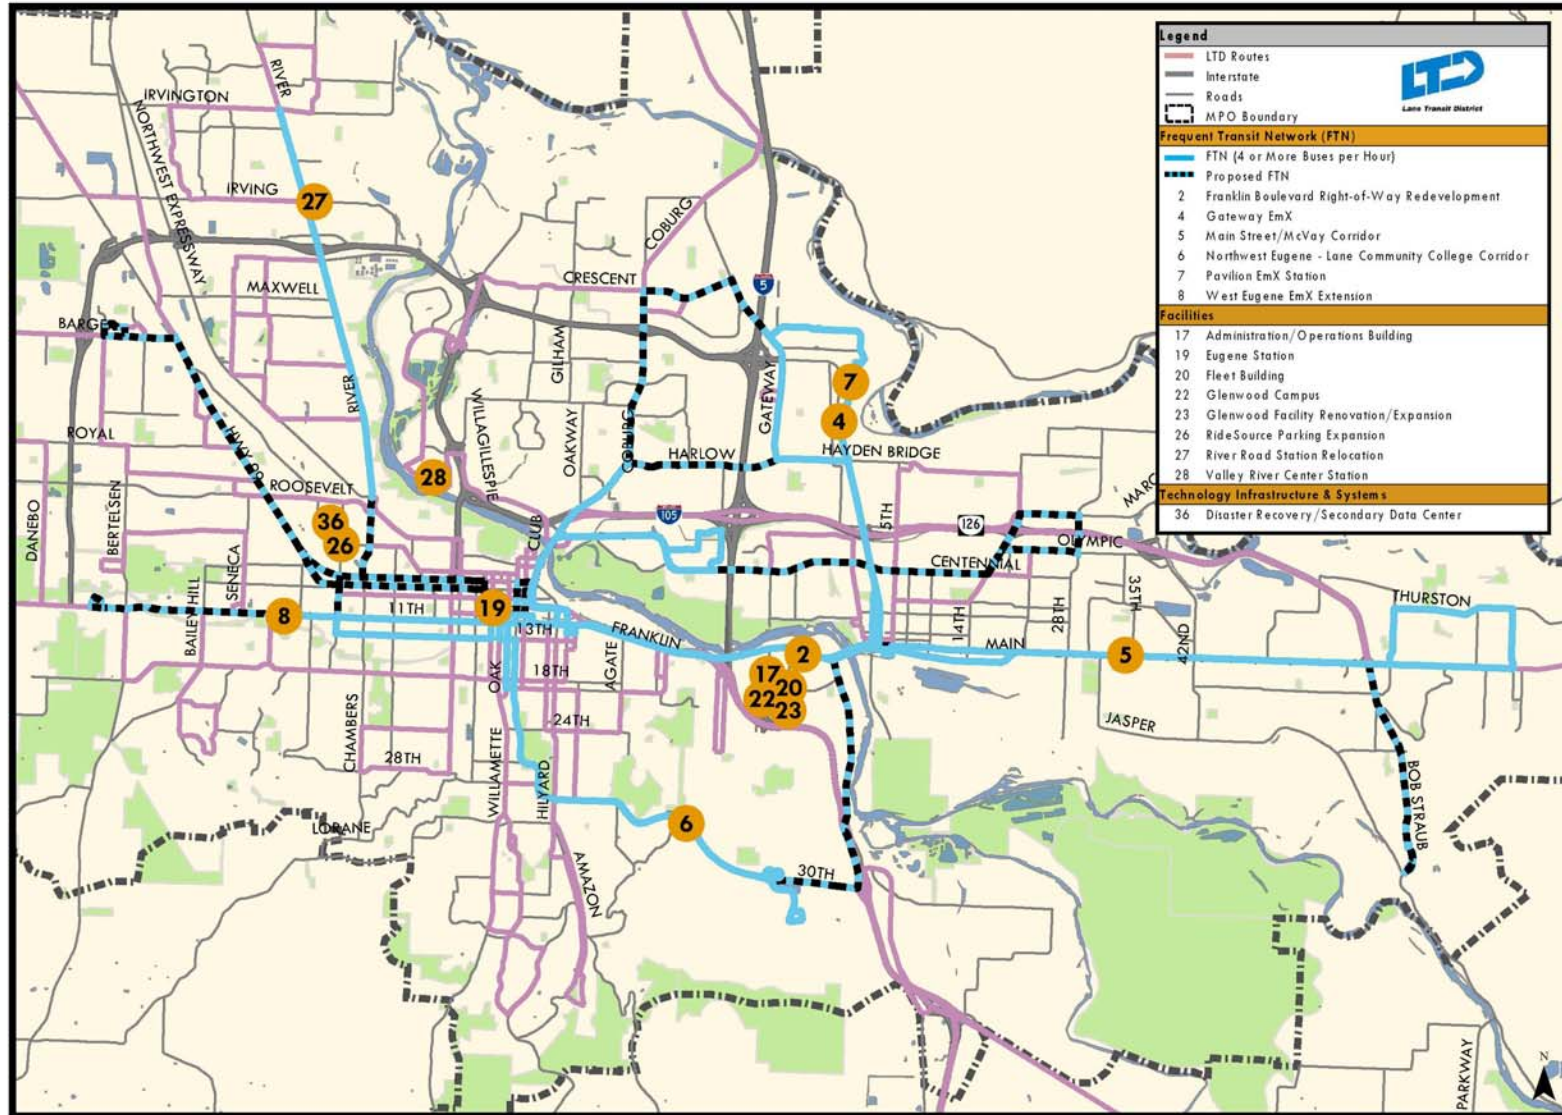 Legend
LTD Routes
Interstate
Roads
MPO Boundary
LTD
Lane Transit District
Frequent Transit Network (FTN)
FTN (4 or More Buses per Hour)
Proposed FTN
2 Franklin Boulevard Right-of-Way Redevelopment
4 Gateway EmX
5 Main Street/McVay Corridor
6 Northwest Eugene - Lane Community College Corridor
7 Pavilion EmX Station
8 West Eugene EmX Extension
Facilities
17 Administration/Operations Building
19 Eugene Station
20 Fleet Building
22 Glenwood Campus
23 Glenwood Facility Renovation/Expansion
26 RideSource Parking Expansion
27 River Road Station Relocation
28 Valley River Center Station
Technology Infrastructure & Systems
36 Disaster Recovery/Secondary Data Center
RIVER
IRVINGTON
NORTHWEST EXPRESSWAY
IRVING
27
COBURG
CRESCENT
5
MAXWELL
BARGE
GILHAM
GATEWAY
7
4
RIVER
WILLAGILLESPIE
OAKWAY
COBURG
HARLOW
HAYDEN BRIDGE
ROYAL
HWY 99
28
ROOSEVELT
DANEBO
BERTELSEN
36
26
CLUB
105
5TH
126
OLYMPIC
MARC
CENTENNIAL
BAILEY HILL
SENECA
8
11TH
19
13TH
FRANKLIN
14TH
28TH
35TH
42ND
THURSTON
MAIN
2
5
OAK
18TH
AGATE
17
20
22
23
24TH
JASPER
CHAMBERS
28TH
WILLAMETTE
HILYARD
BOB STRAUB
LORANE
6
AMAZON
30TH
PARKWAY
N